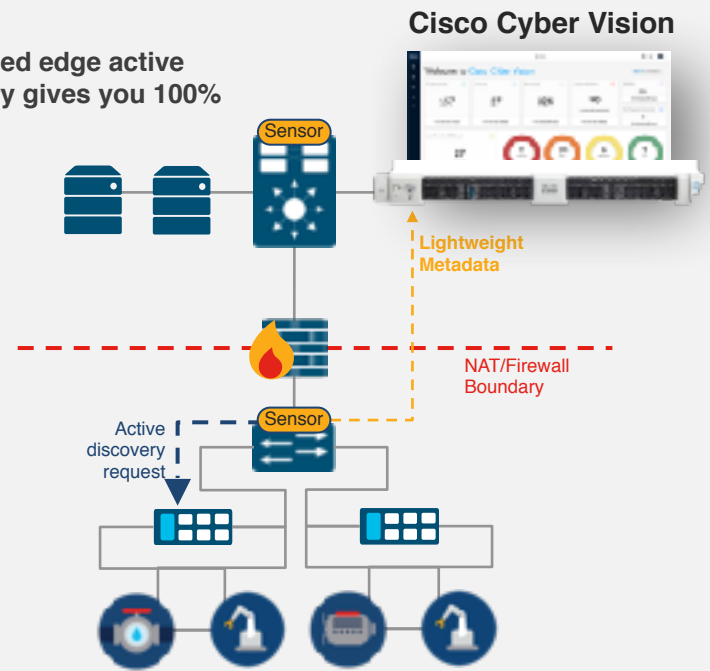 Cisco Cyber Vision
ed edge active
y gives you 100%
Sensor
Lightweight
Metadata
NAT/Firewall
Boundary
Sensor
Active
discovery
request